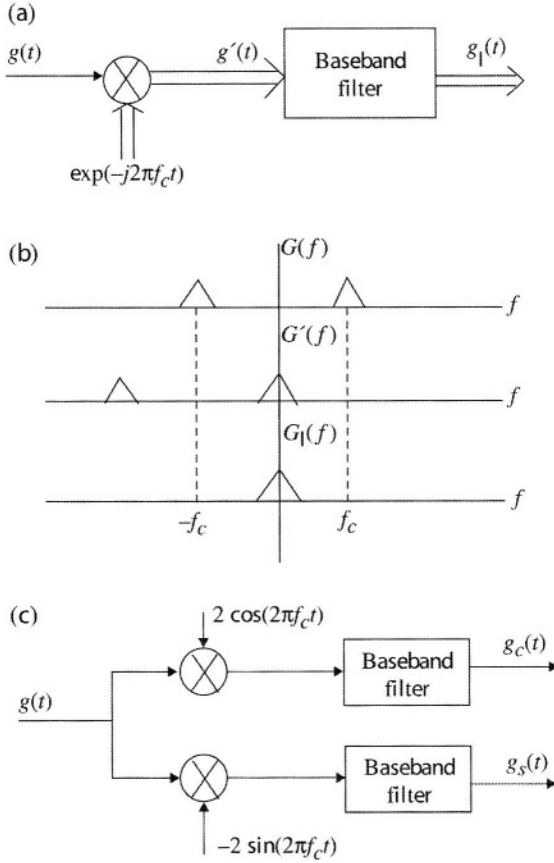 (a)
g(t)
g´(t)
Baseband
filter
g_l(t)
exp(–j2πf_ct)
(b)
G(f)
f
G´(f)
f
G_l(f)
f
–f_c
f_c
(c)
2 cos(2πf_ct)
g(t)
Baseband
filter
g_c(t)
Baseband
filter
g_s(t)
–2 sin(2πf_ct)